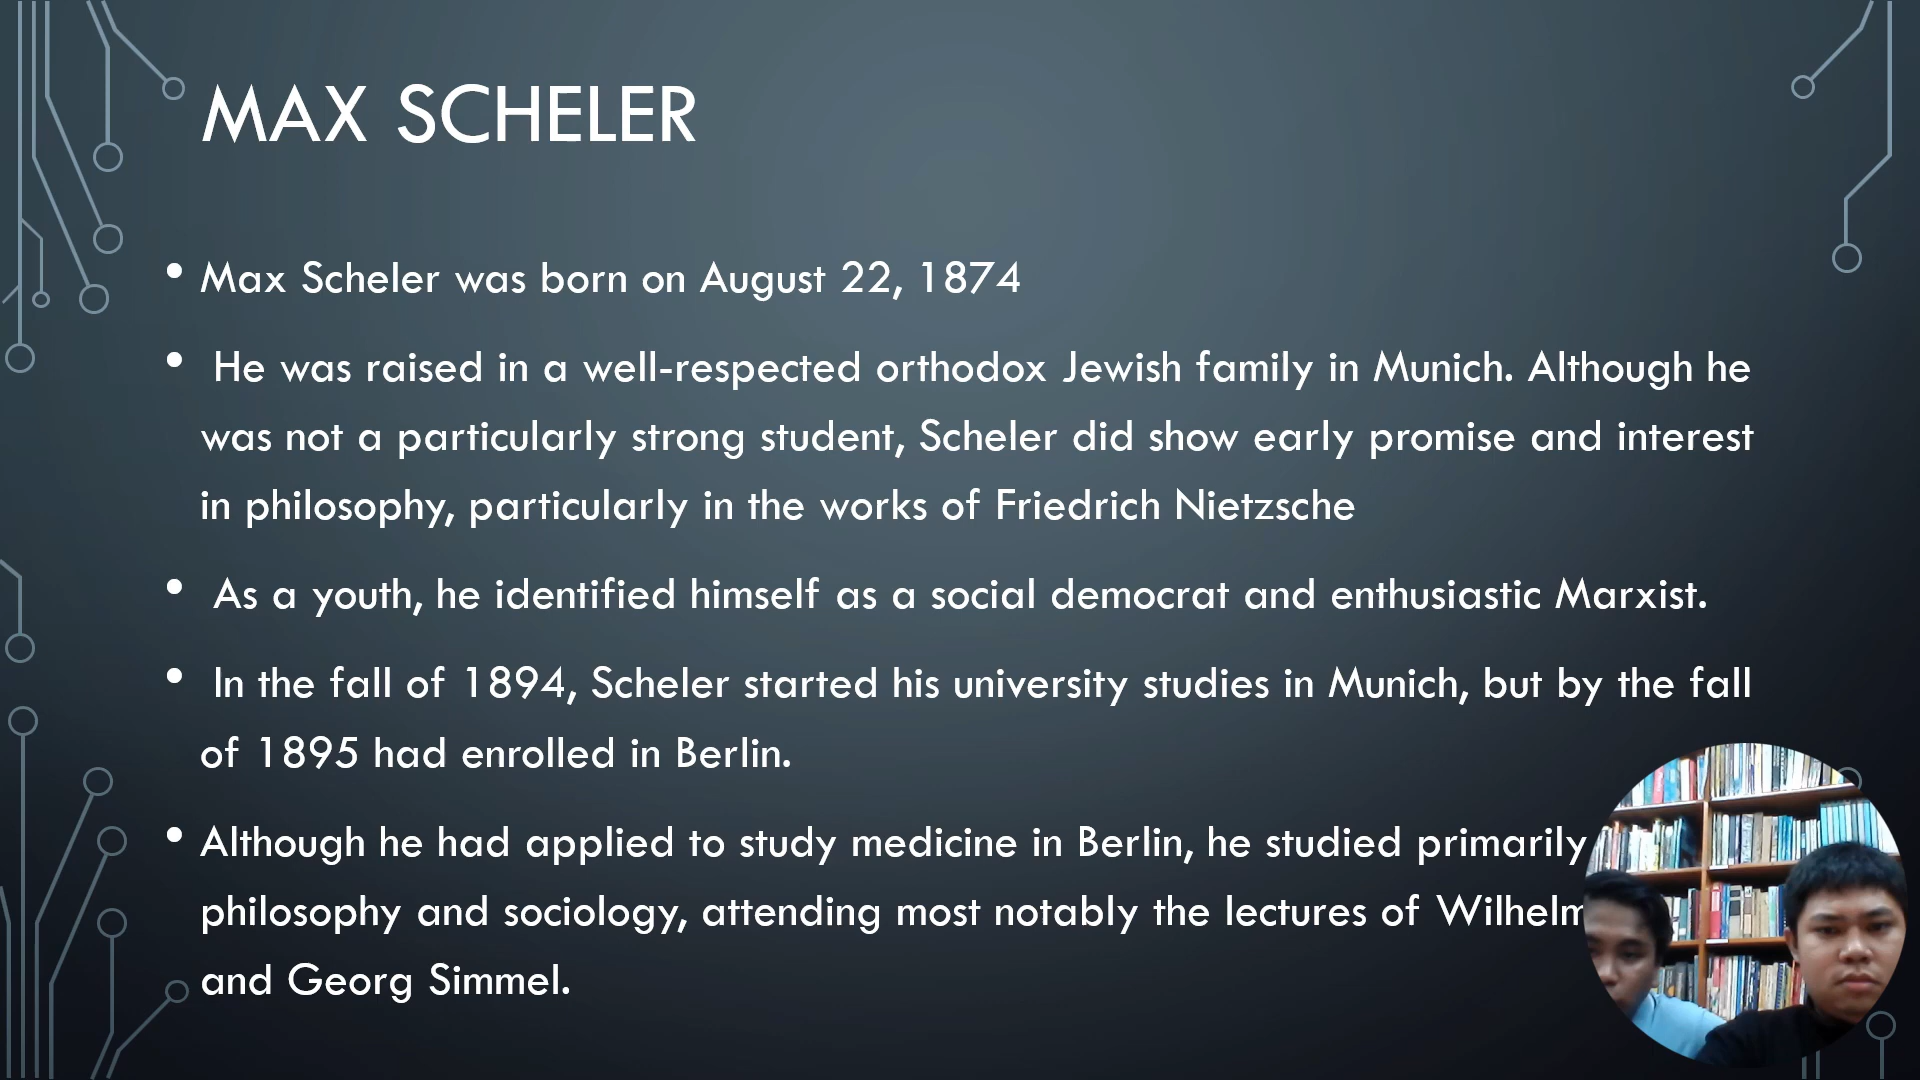 MAX SCHELER
• Max Scheler was born on August 22, 1874
• He was raised in a well-respected orthodox Jewish family in Munich. Although he
was not a particularly strong student, Scheler did show early promise and interest
in philosophy, particularly in the works of Friedrich Nietzsche
• As a youth, he identified himself as a social democrat and enthusiastic Marxist.
• In the fall of 1894, Scheler started his university studies in Munich, but by the fall
of 1895 had enrolled in Berlin.
• Although he had applied to study medicine in Berlin, he studied primarily
philosophy and sociology, attending most notably the lectures of Wilhelm
and Georg Simmel.